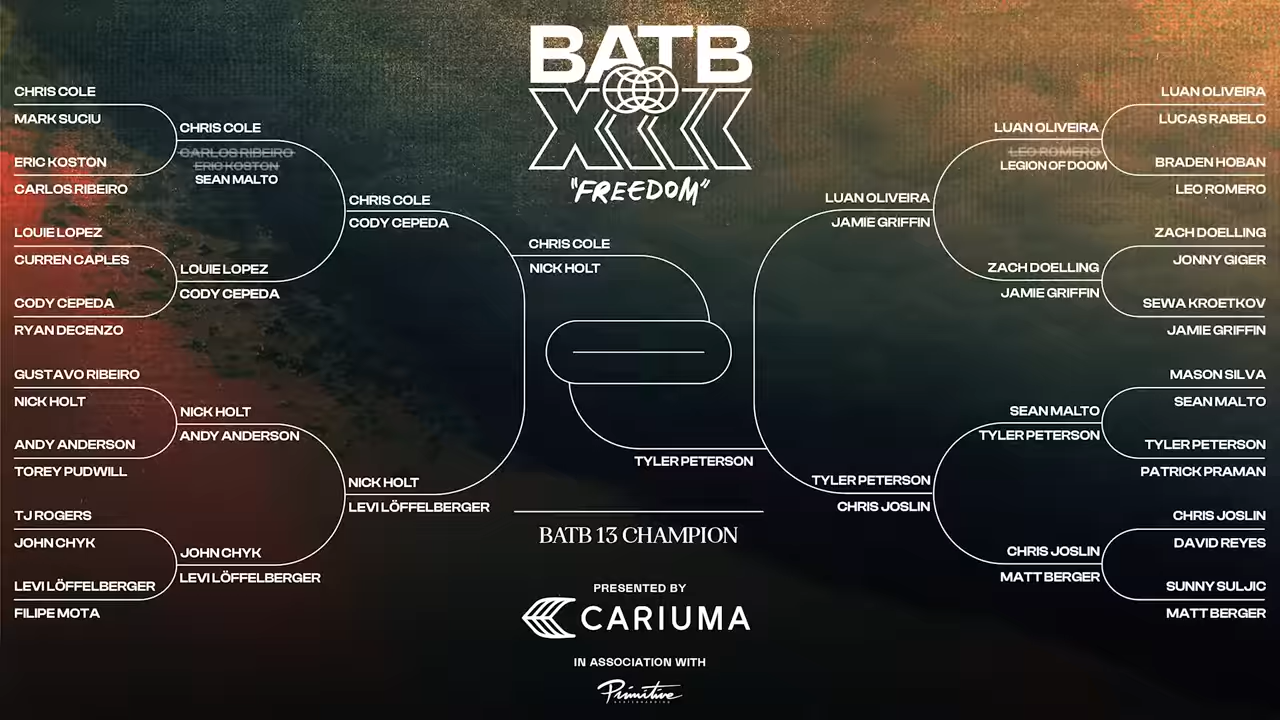 BATB
XIII
"FREEDOM"
CHRIS COLE
MARK SUCIU
ERIC KOSTON
CARLOS RIBEIRO
LOUIE LOPEZ
CURREN CAPLES
CODY CEPEDA
RYAN DECENZO
GUSTAVO RIBEIRO
NICK HOLT
ANDY ANDERSON
TOREY PUDWILL
TJ ROGERS
JOHN CHYK
LEVI LÖFFELBERGER
FILIPE MOTA
CHRIS COLE
CARLOS RIBEIRO
ERIC KOSTON
SEAN MALTO
LOUIE LOPEZ
CODY CEPEDA
NICK HOLT
ANDY ANDERSON
JOHN CHYK
LEVI LÖFFELBERGER
CHRIS COLE
CODY CEPEDA
NICK HOLT
LEVI LÖFFELBERGER
CHRIS COLE
NICK HOLT
TYLER PETERSON
LUAN OLIVEIRA
JAMIE GRIFFIN
TYLER PETERSON
CHRIS JOSLIN
LUAN OLIVEIRA
LEO ROMERO
LEGION OF DOOM
ZACH DOELLING
JAMIE GRIFFIN
SEAN MALTO
TYLER PETERSON
CHRIS JOSLIN
MATT BERGER
LUAN OLIVEIRA
LUCAS RABELO
BRADEN HOBAN
LEO ROMERO
ZACH DOELLING
JONNY GIGER
SEWA KROETKOV
JAMIE GRIFFIN
MASON SILVA
SEAN MALTO
TYLER PETERSON
PATRICK PRAMAN
CHRIS JOSLIN
DAVID REYES
SUNNY SULJIC
MATT BERGER
BATB 13 CHAMPION
PRESENTED BY
CARIUMA
IN ASSOCIATION WITH
Primitive
SKATEBOARDING